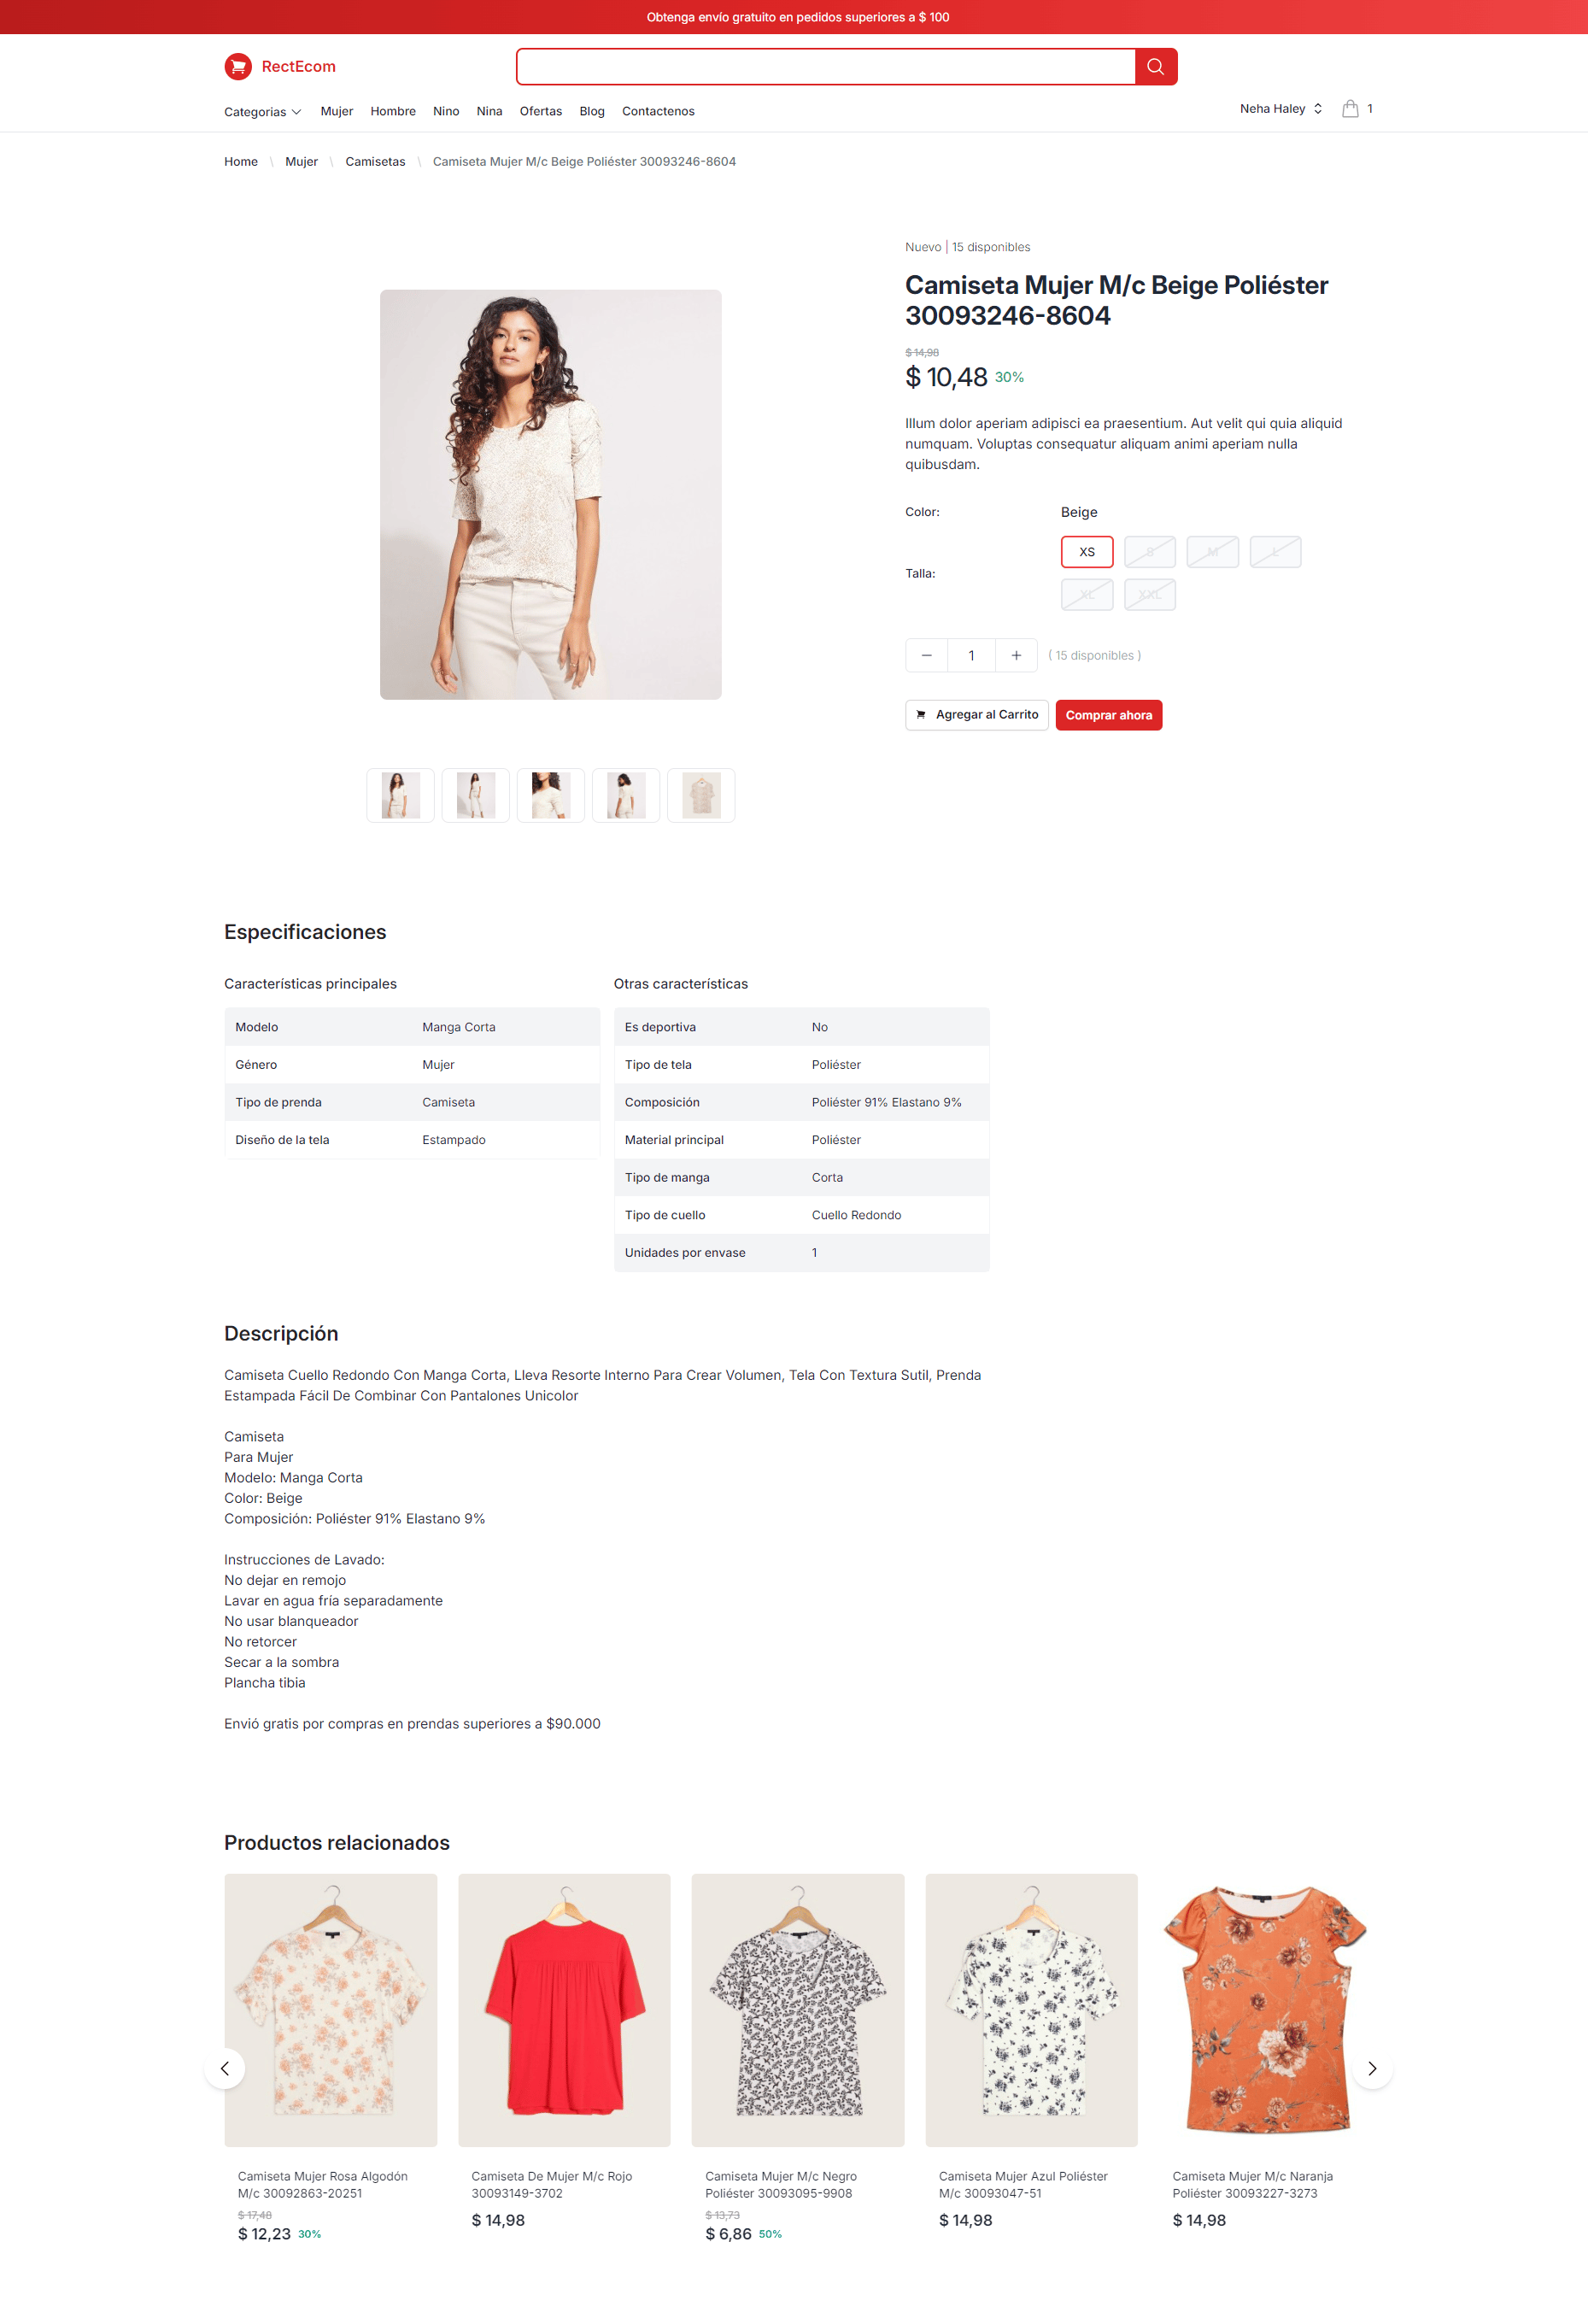 Obtenga envío gratuito en pedidos superiores a $ 100
RectEcom
Categorias Mujer Hombre Nino Nina Ofertas Blog Contactenos
Neha Haley 1
Home \ Mujer \ Camisetas \ Camiseta Mujer M/c Beige Poliéster 30093246-8604
Nuevo | 15 disponibles
Camiseta Mujer M/c Beige Poliéster
30093246-8604
$ 14,98
$ 10,48 30%
Illum dolor aperiam adipisci ea praesentium. Aut velit qui quia aliquid
numquam. Voluptas consequatur aliquam animi aperiam nulla
quibusdam.
Color: Beige
Talla:
XS S M L
XL XXL
− 1 + ( 15 disponibles )
Agregar al Carrito Comprar ahora
Especificaciones
Características principales
Modelo Manga Corta
Género Mujer
Tipo de prenda Camiseta
Diseño de la tela Estampado
Otras características
Es deportiva No
Tipo de tela Poliéster
Composición Poliéster 91% Elastano 9%
Material principal Poliéster
Tipo de manga Corta
Tipo de cuello Cuello Redondo
Unidades por envase 1
Descripción
Camiseta Cuello Redondo Con Manga Corta, Lleva Resorte Interno Para Crear Volumen, Tela Con Textura Sutil, Prenda
Estampada Fácil De Combinar Con Pantalones Unicolor
Camiseta
Para Mujer
Modelo: Manga Corta
Color: Beige
Composición: Poliéster 91% Elastano 9%
Instrucciones de Lavado:
No dejar en remojo
Lavar en agua fría separadamente
No usar blanqueador
No retorcer
Secar a la sombra
Plancha tibia
Envió gratis por compras en prendas superiores a $90.000
Productos relacionados
Camiseta Mujer Rosa Algodón
M/c 30092863-20251
$ 17,48
$ 12,23 30%
Camiseta De Mujer M/c Rojo
30093149-3702
$ 14,98
Camiseta Mujer M/c Negro
Poliéster 30093095-9908
$ 13,73
$ 6,86 50%
Camiseta Mujer Azul Poliéster
M/c 30093047-51
$ 14,98
Camiseta Mujer M/c Naranja
Poliéster 30093227-3273
$ 14,98